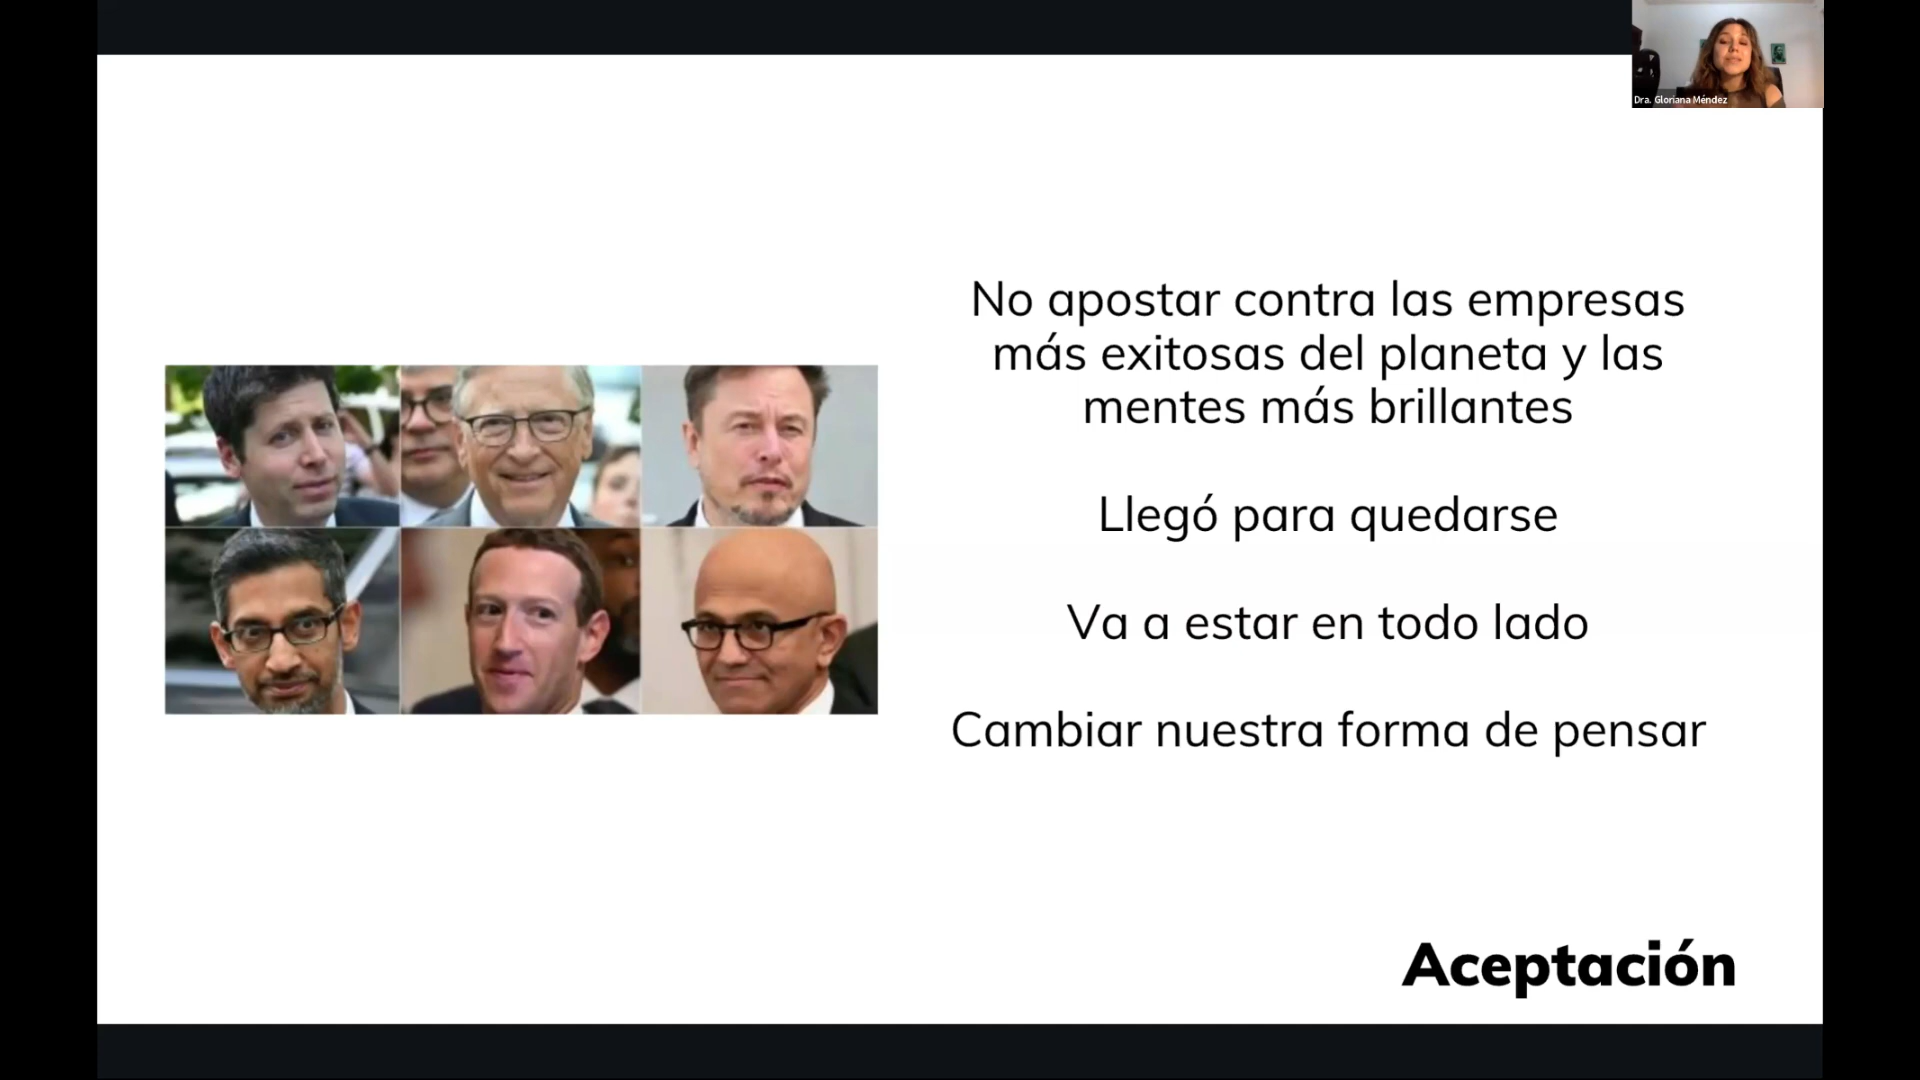 Dra. Gloriana Méndez
No apostar contra las empresas
más exitosas del planeta y las
mentes más brillantes
Llegó para quedarse
Va a estar en todo lado
Cambiar nuestra forma de pensar
Aceptación